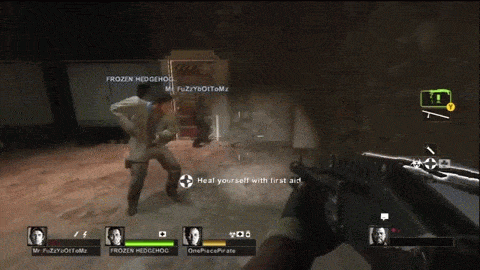 FROZEN HEDGEHOG
Mr FuZzYbOtToMz
Y
Heal yourself with first aid
Mr FuZzYbOtToMz
FROZEN HEDGEHOG
OnePiecePirate